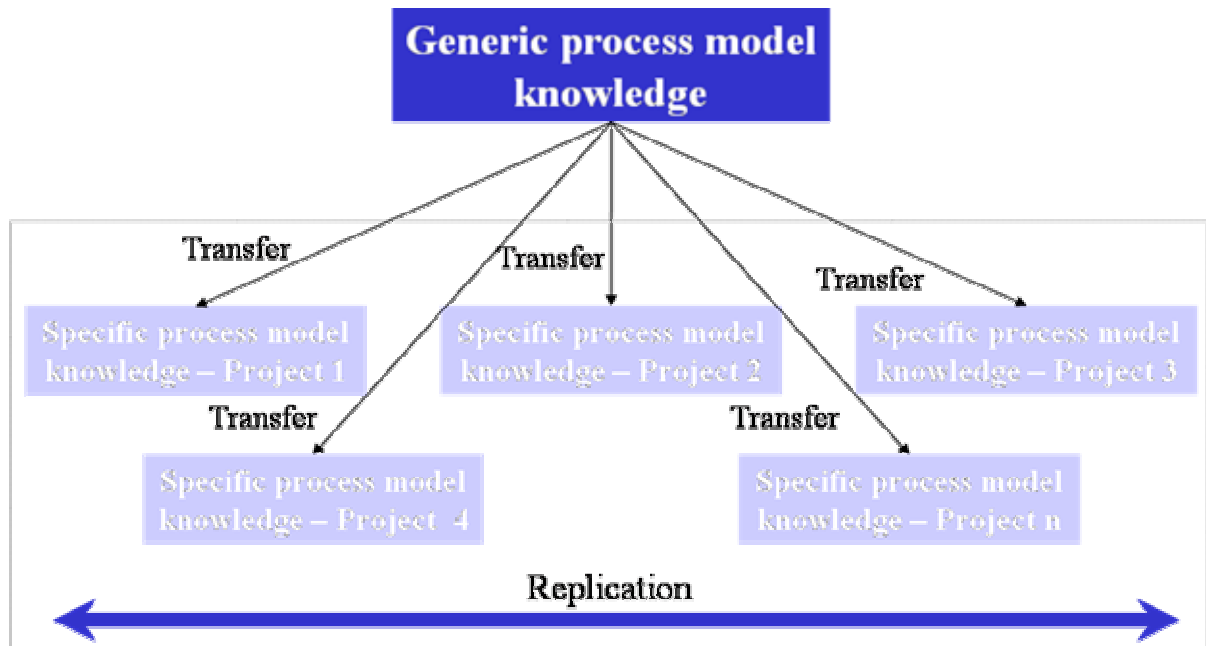 Generic process model
knowledge
Transfer
Transfer
Transfer
Specific process model
knowledge – Project 1
Specific process model
knowledge – Project 2
Specific process model
knowledge – Project 3
Transfer
Transfer
Specific process model
knowledge – Project 4
Specific process model
knowledge – Project n
Replication